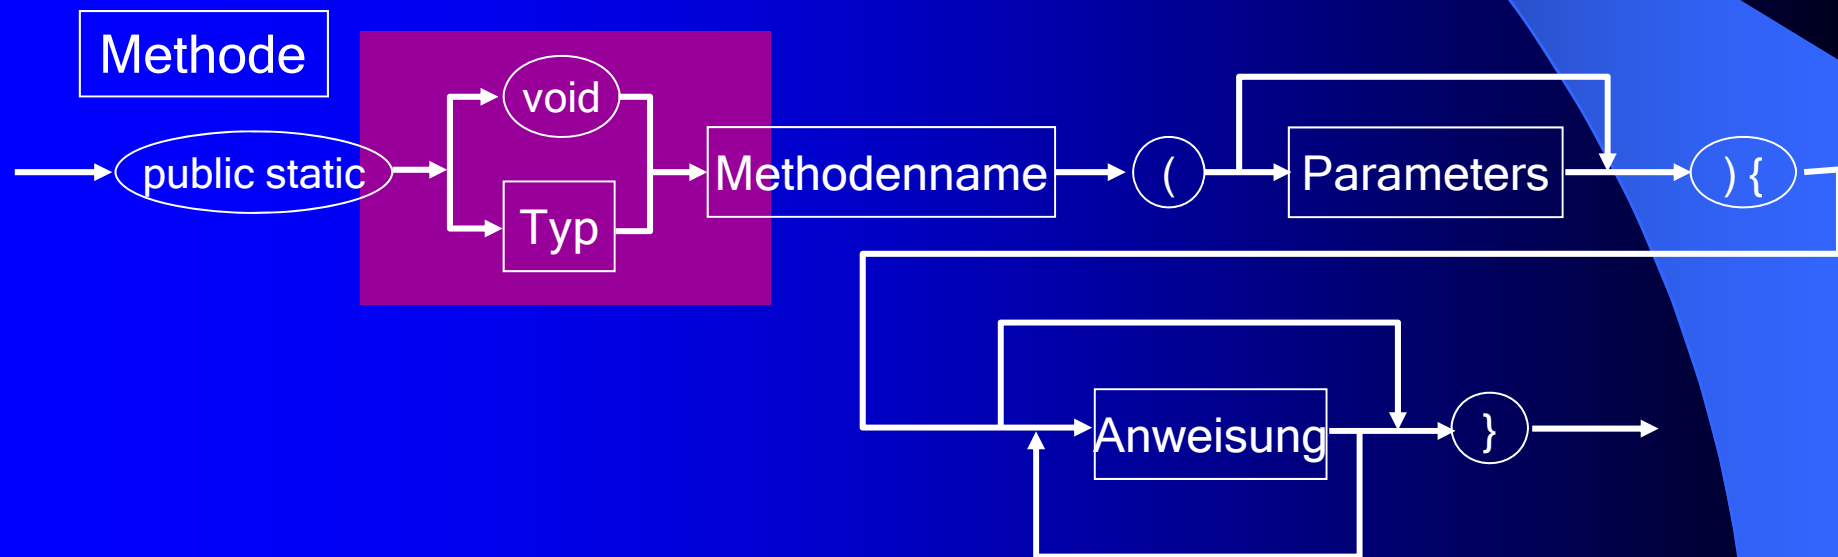 Methode
public static
void
Typ
Methodenname
(
Parameters
) {
Anweisung
}